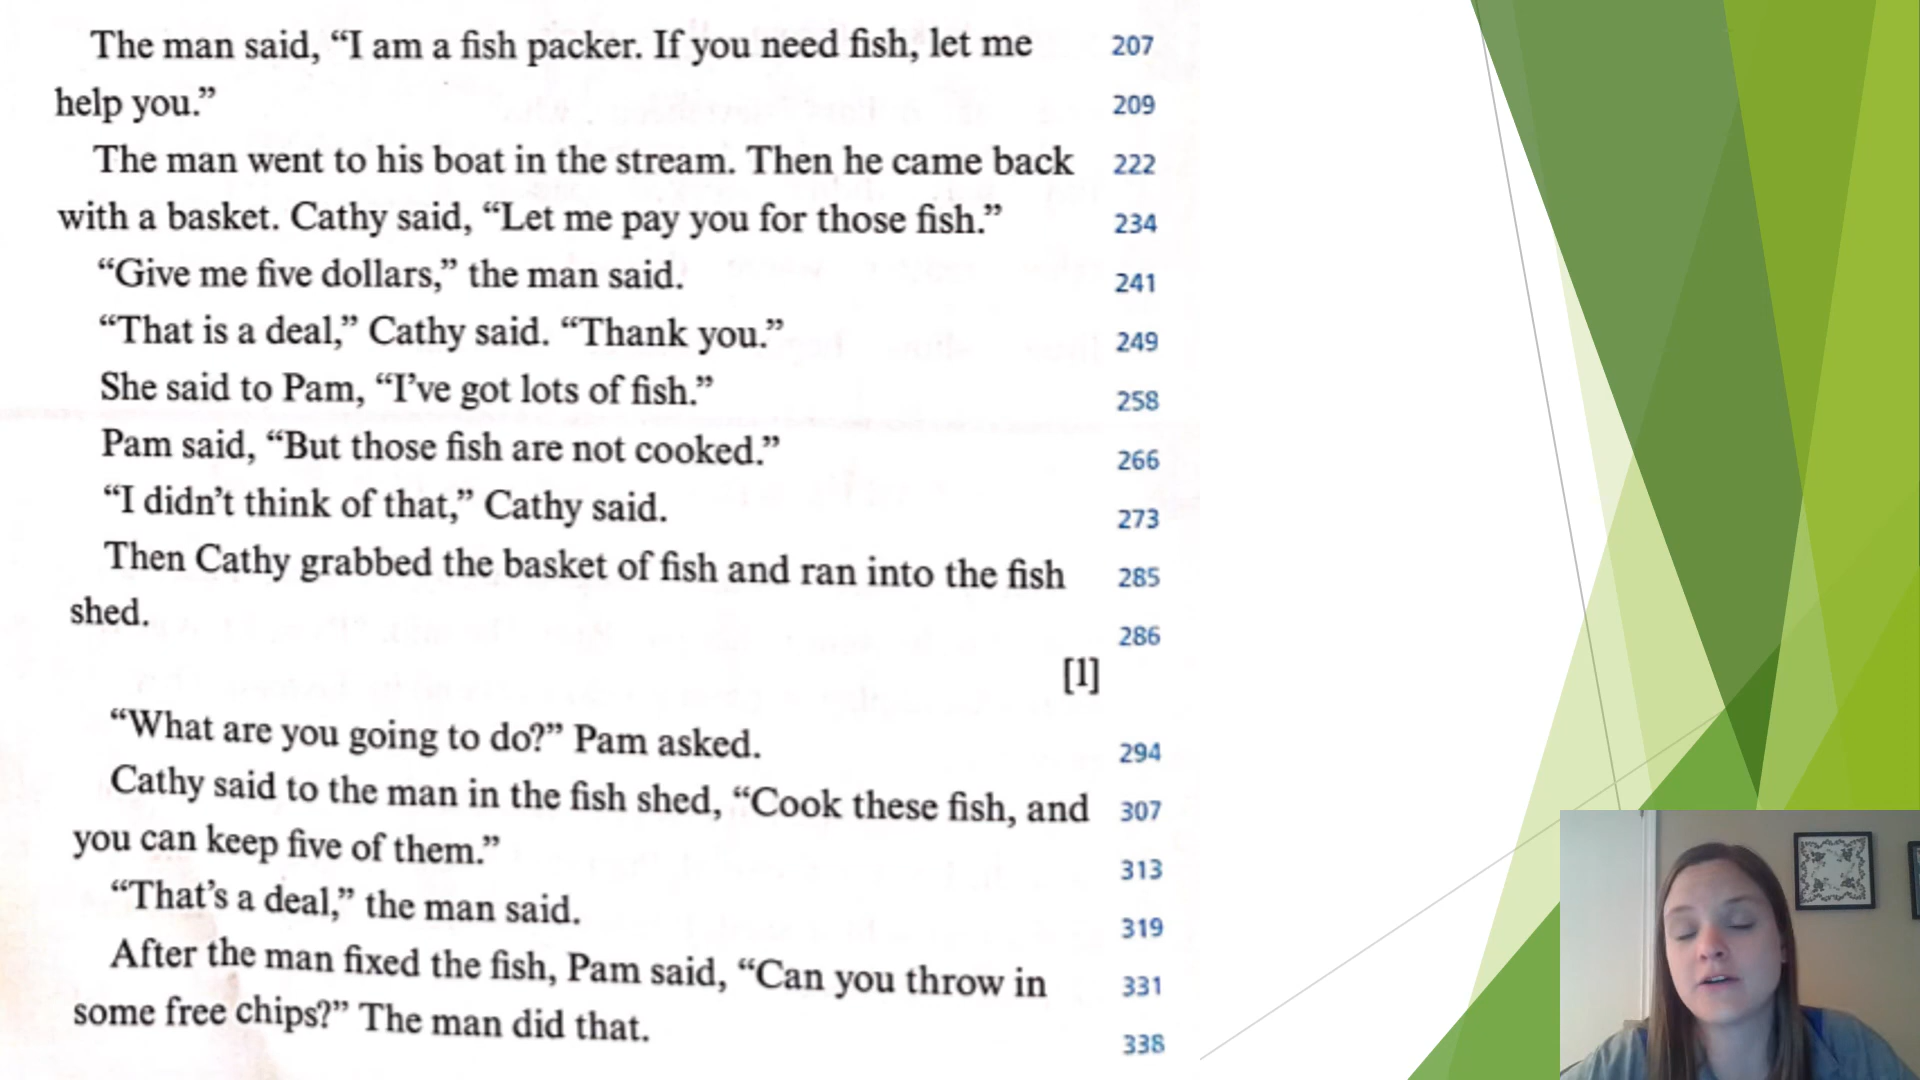 The man said, “I am a fish packer. If you need fish, let me 207
help you.” 209
The man went to his boat in the stream. Then he came back 222
with a basket. Cathy said, “Let me pay you for those fish.” 234
“Give me five dollars,” the man said. 241
“That is a deal,” Cathy said. “Thank you.” 249
She said to Pam, “I’ve got lots of fish.” 258
Pam said, “But those fish are not cooked.” 266
“I didn’t think of that,” Cathy said. 273
Then Cathy grabbed the basket of fish and ran into the fish 285
shed. 286
[1]
“What are you going to do?” Pam asked. 294
Cathy said to the man in the fish shed, “Cook these fish, and 307
you can keep five of them.” 313
“That’s a deal,” the man said. 319
After the man fixed the fish, Pam said, “Can you throw in 331
some free chips?” The man did that. 338